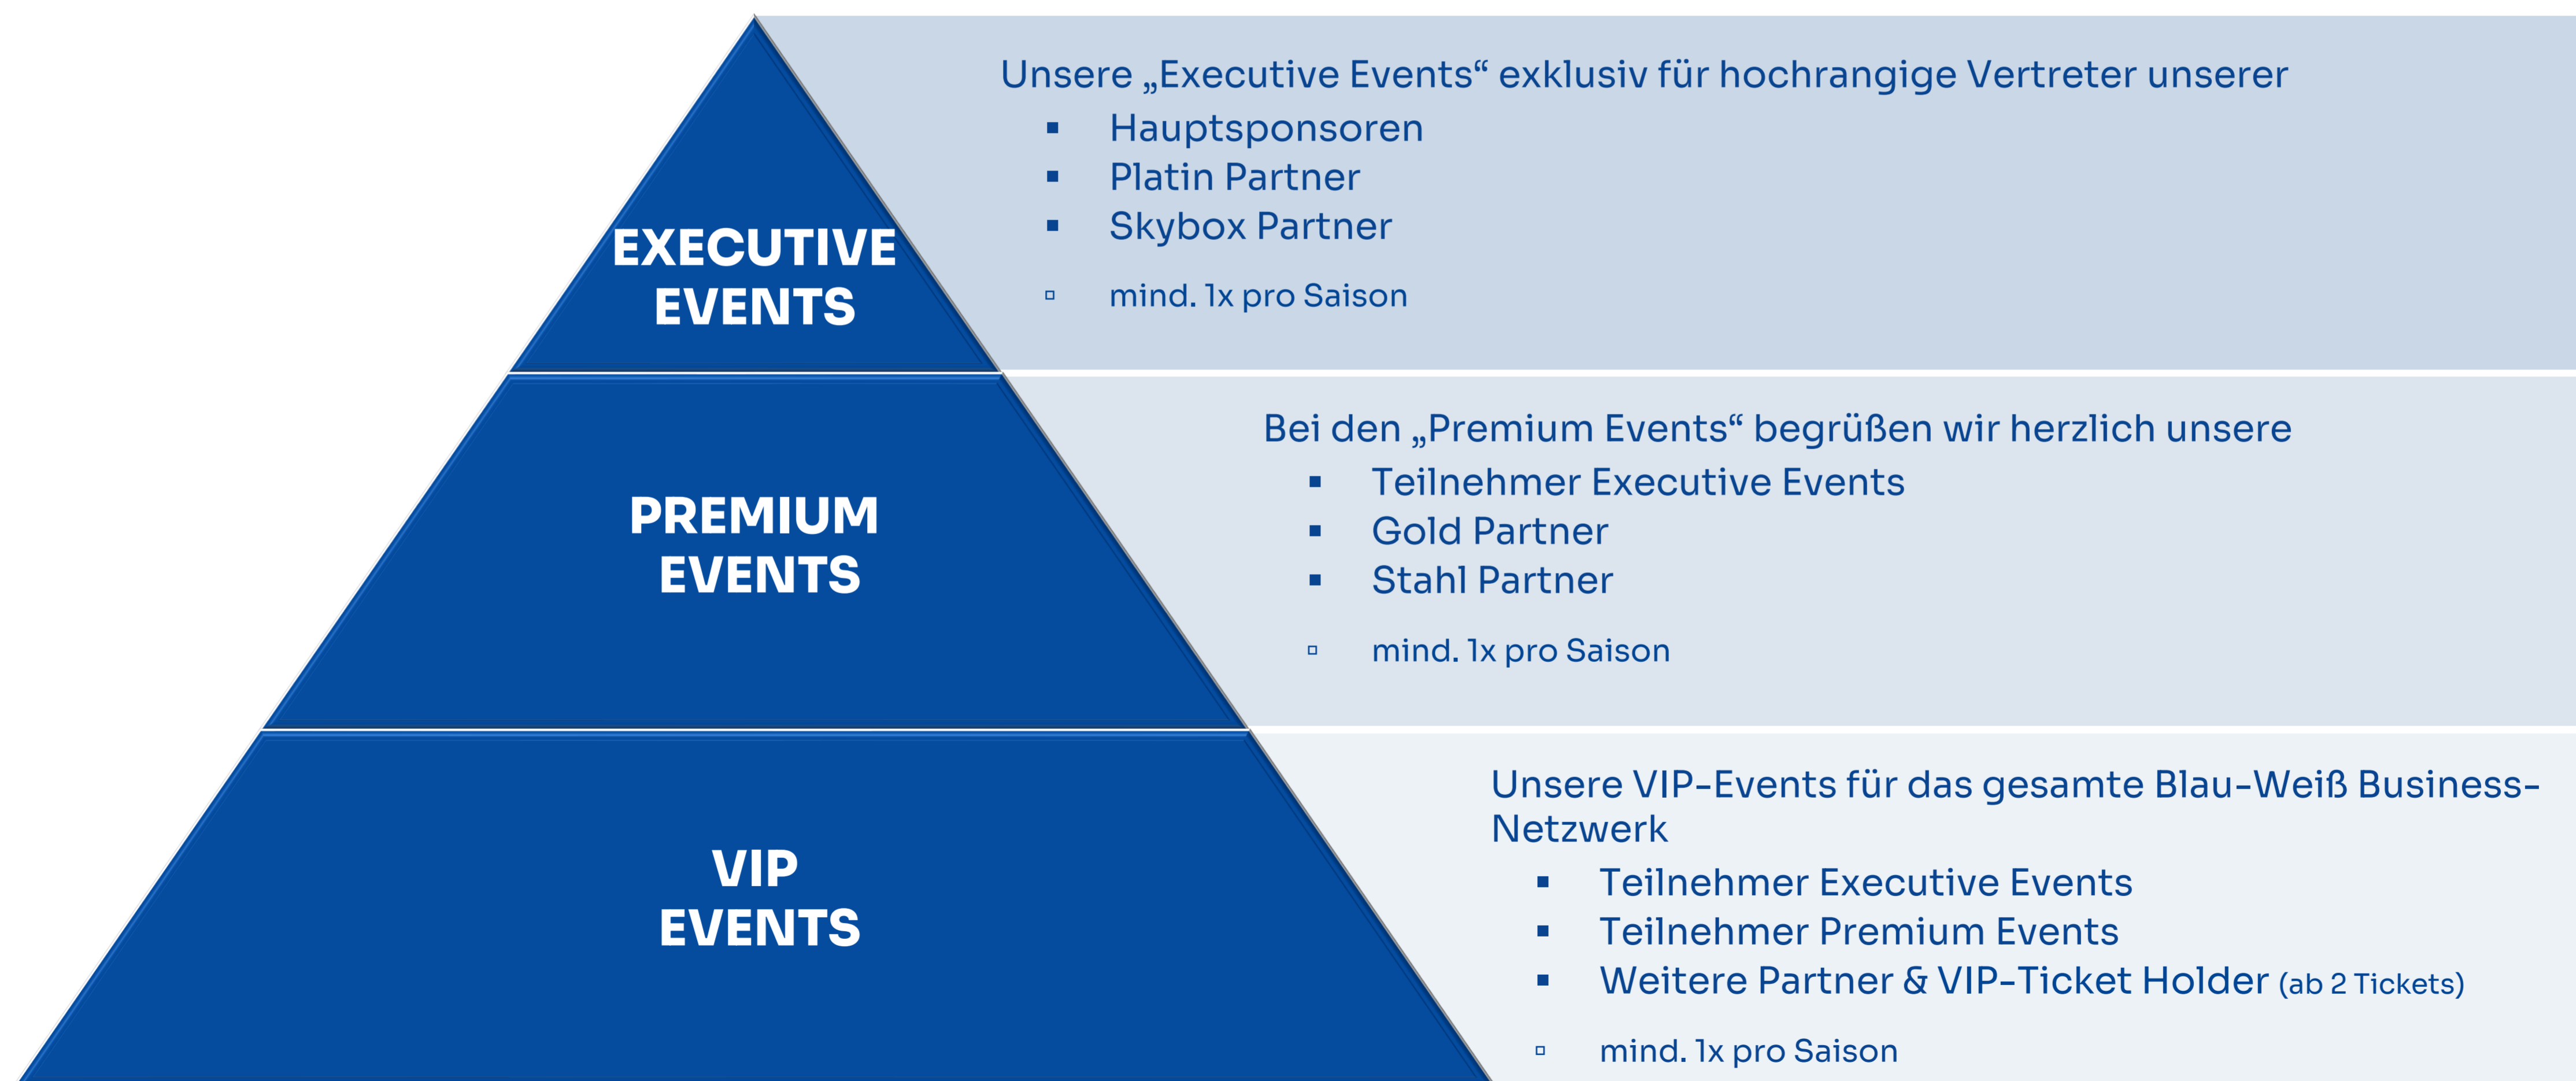 EXECUTIVE
EVENTS
Unsere „Executive Events“ exklusiv für hochrangige Vertreter unserer
▪ Hauptsponsoren
▪ Platin Partner
▪ Skybox Partner
▫ mind. 1x pro Saison
PREMIUM
EVENTS
Bei den „Premium Events“ begrüßen wir herzlich unsere
▪ Teilnehmer Executive Events
▪ Gold Partner
▪ Stahl Partner
▫ mind. 1x pro Saison
VIP
EVENTS
Unsere VIP-Events für das gesamte Blau-Weiß Business-
Netzwerk
▪ Teilnehmer Executive Events
▪ Teilnehmer Premium Events
▪ Weitere Partner & VIP-Ticket Holder (ab 2 Tickets)
▫ mind. 1x pro Saison